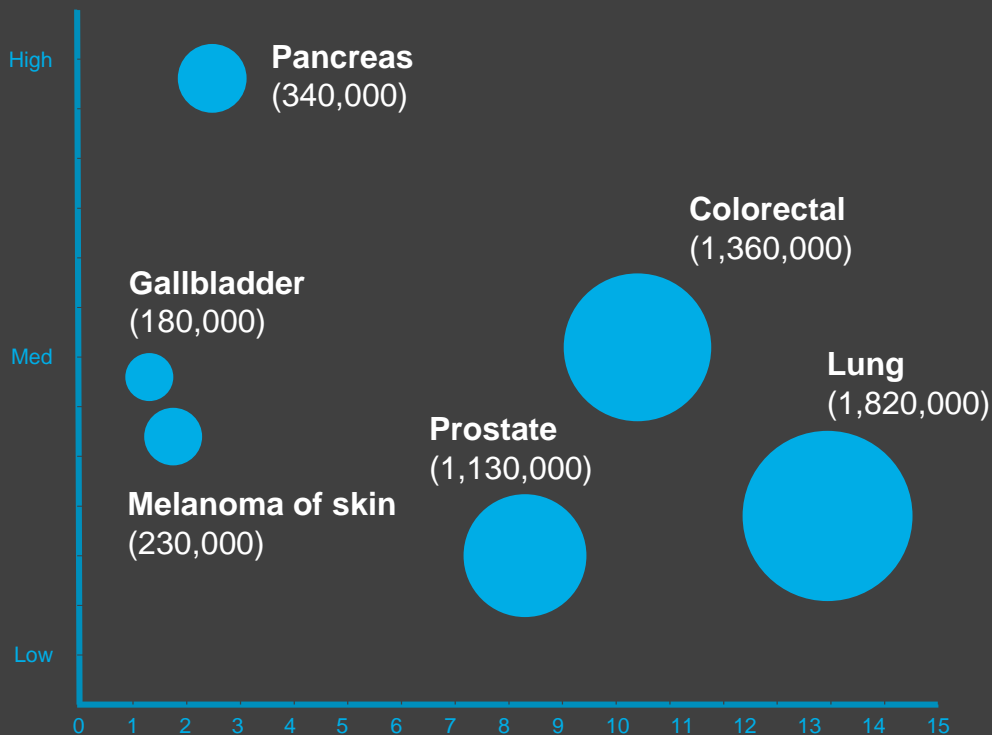 High
Pancreas
(340,000)
Colorectal
(1,360,000)
Gallbladder
(180,000)
Med
Lung
(1,820,000)
Prostate
(1,130,000)
Melanoma of skin
(230,000)
Low
0 1 2 3 4 5 6 7 8 9 10 11 12 13 14 15